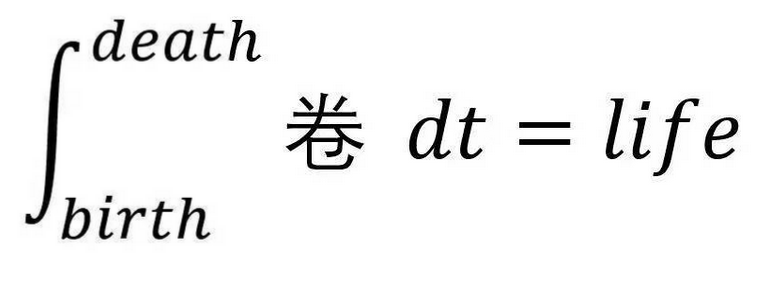 ∫ death
卷 dt = life
birth